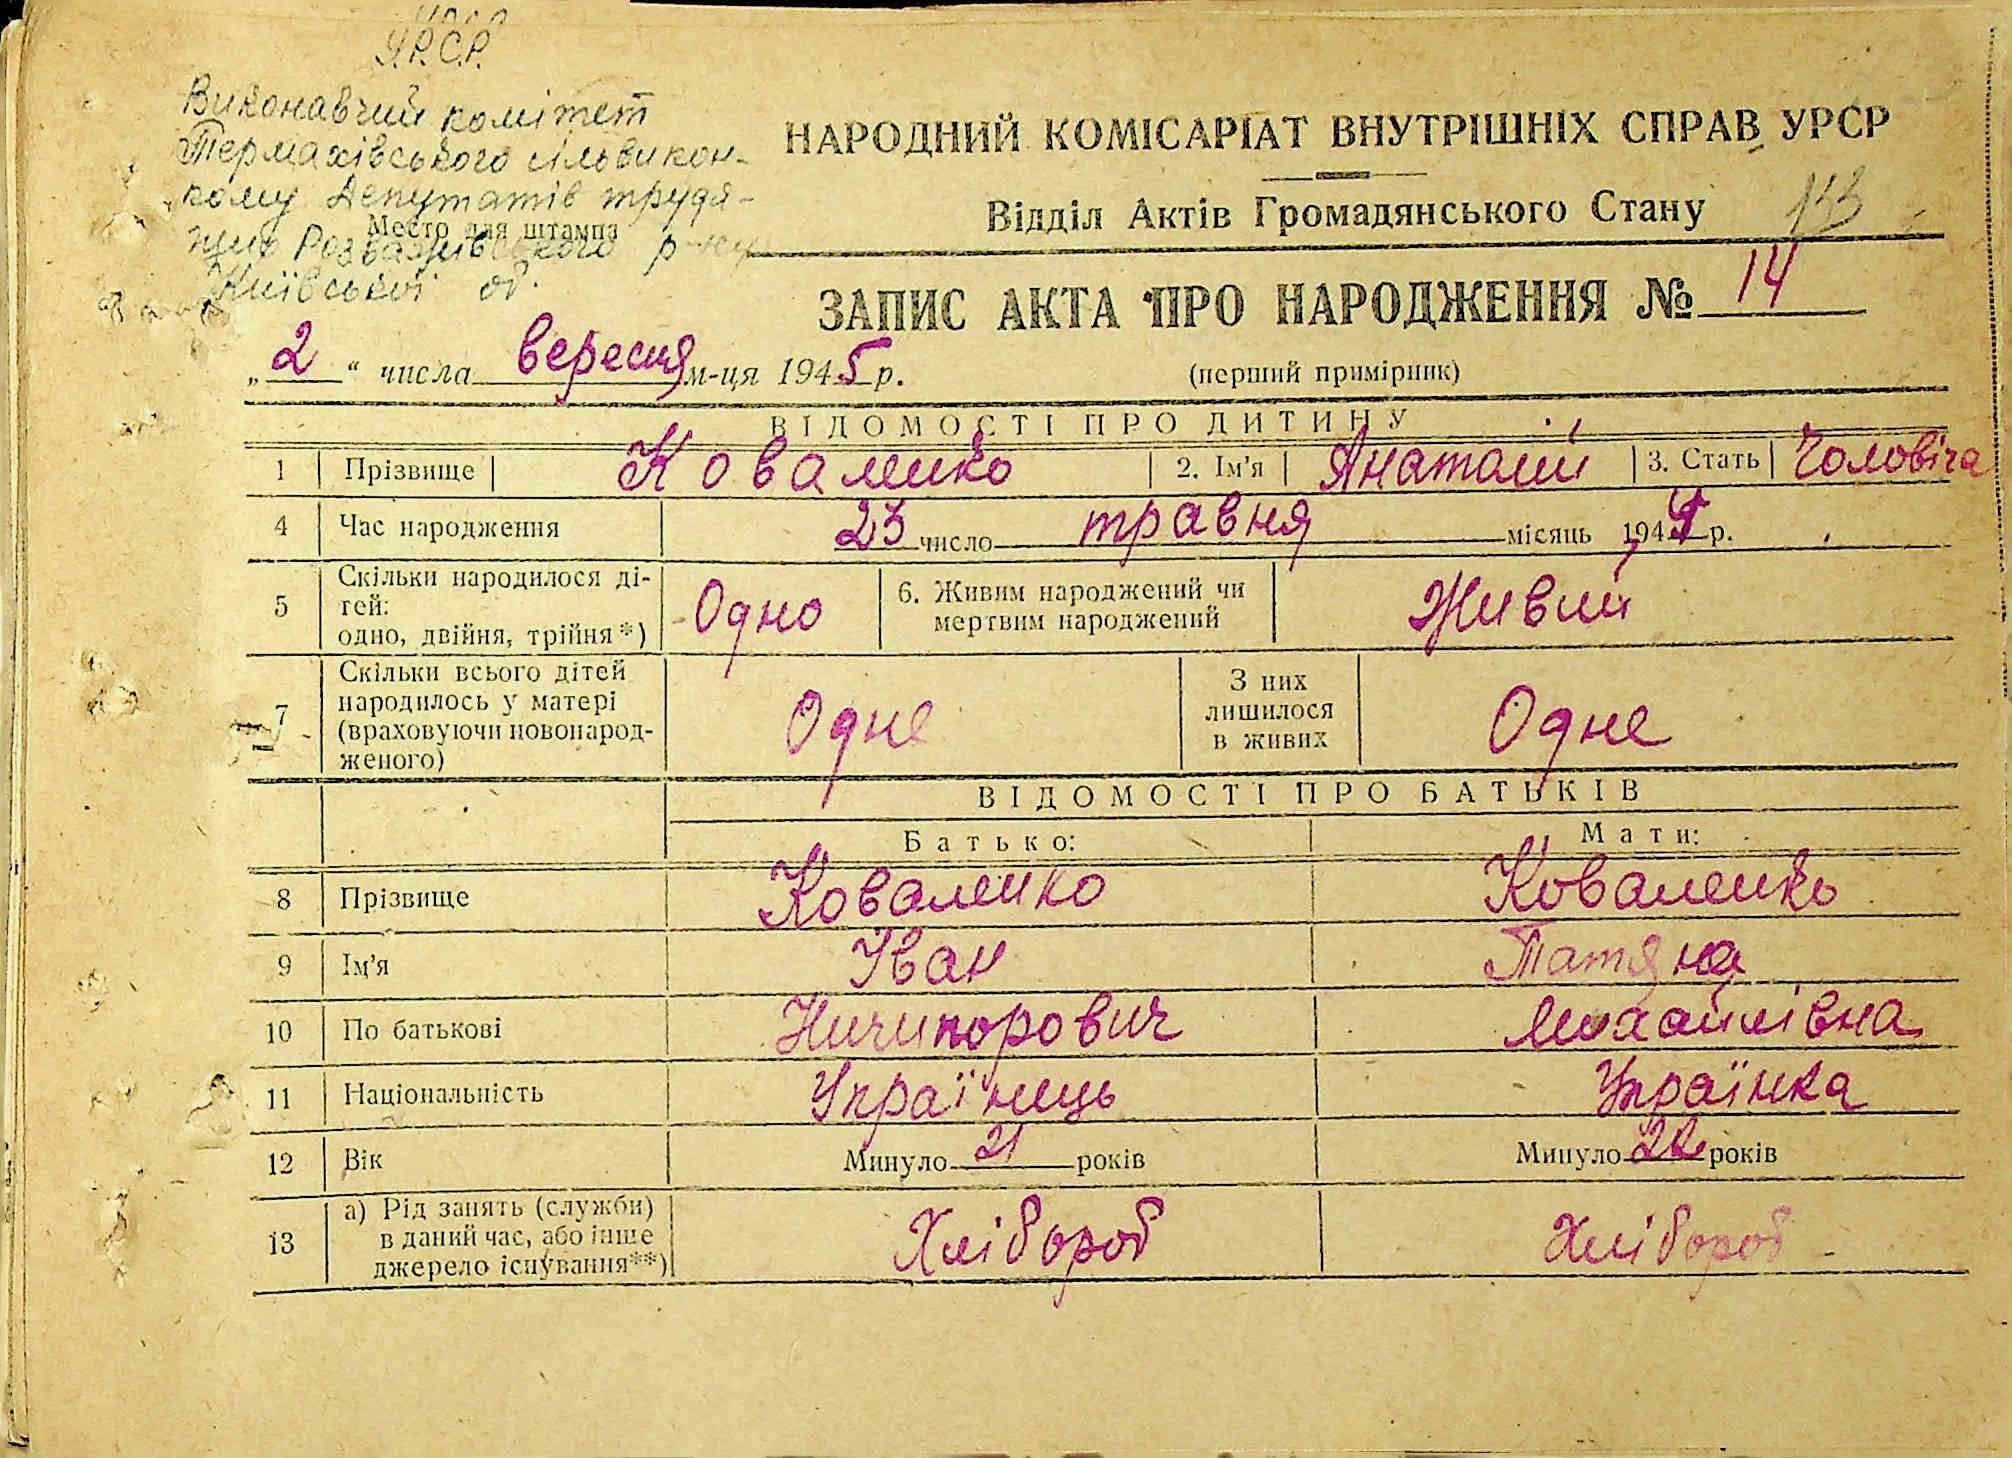 У.Р.С.Р.
Виконавчий комітет
Термахівського сільвикон-
кому Депутатів трудя-
щих Розважівського р-ну
Місто для штампа
Київської об.
НАРОДНИЙ КОМІСАРІАТ ВНУТРІШНІХ СПРАВ УРСР
Відділ Актів Громадянського Стану 153
ЗАПИС АКТА ПРО НАРОДЖЕННЯ № 14
„2“ числа вересня м-ця 1945 р. (перший примірник)
ВІДОМОСТІ ПРО ДИТИНУ
1 Прізвище Коваленко 2. Ім'я Анатолій 3. Стать Чоловіча
4 Час народження 23 число травня місяць 194 р.
5 Скільки народилося ді-
тей:
одно, двійня, трійня*) Одно 6. Живим народжений чи
мертвим народжений Живий
7 Скільки всього дітей
народилось у матері
(враховуючи новонарод-
женого) Одне З них
лишилося
в живих Одне
ВІДОМОСТІ ПРО БАТЬКІВ
Батько: Мати:
8 Прізвище Коваленко Коваленко
9 Ім'я Іван Татяна
10 По батькові Ничипорович Михайлівна
11 Національність Українець Українка
12 Вік Минуло 21 років Минуло 22 років
13 а) Рід занять (служби)
в даний час, або інше
джерело існування**) Хлібороб Хлібороб